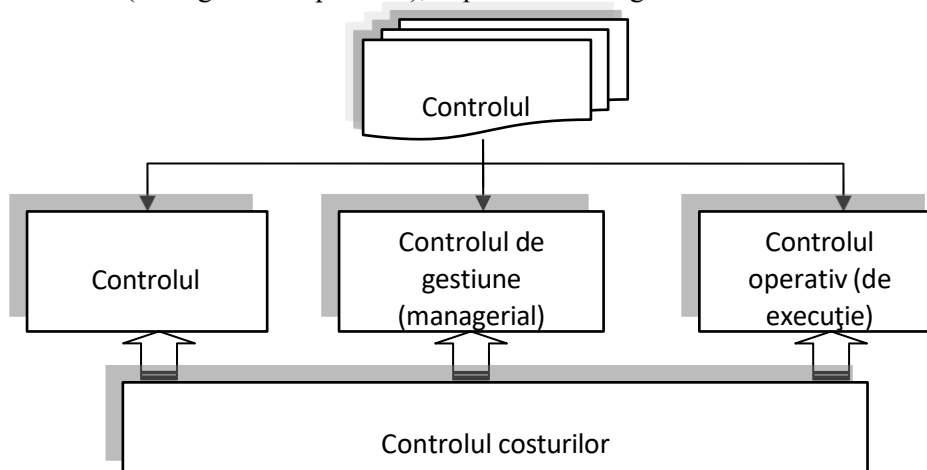 Controlul
Controlul
Controlul de
gestiune
(managerial)
Controlul
operativ (de
execuție)
Controlul costurilor